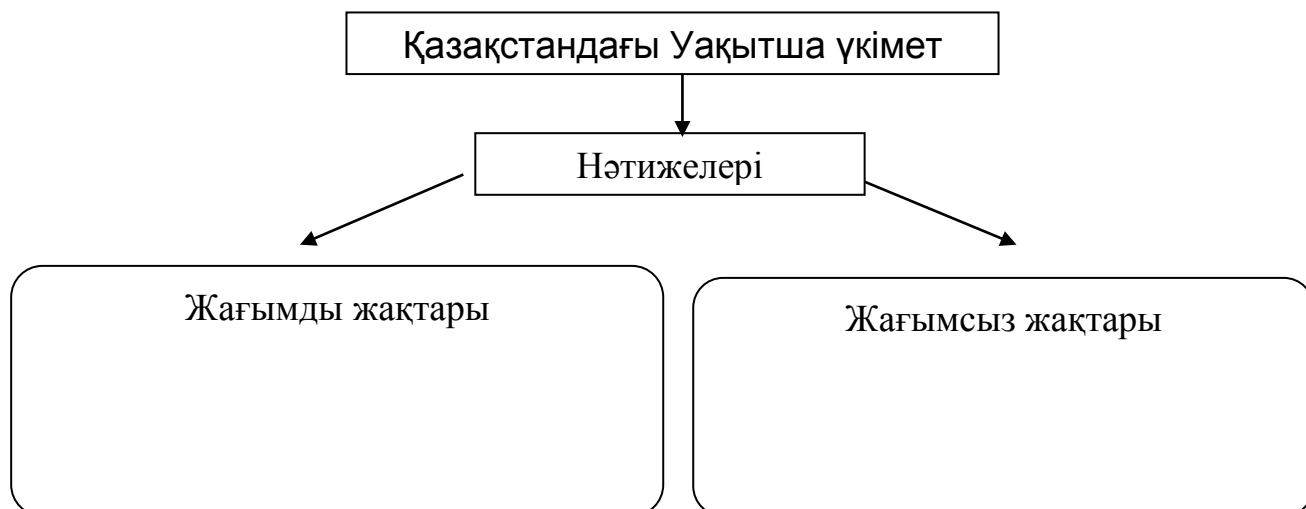 Қазақстандағы Уақытша үкімет
Нәтижелері
Жағымды жақтары
Жағымсыз жақтары